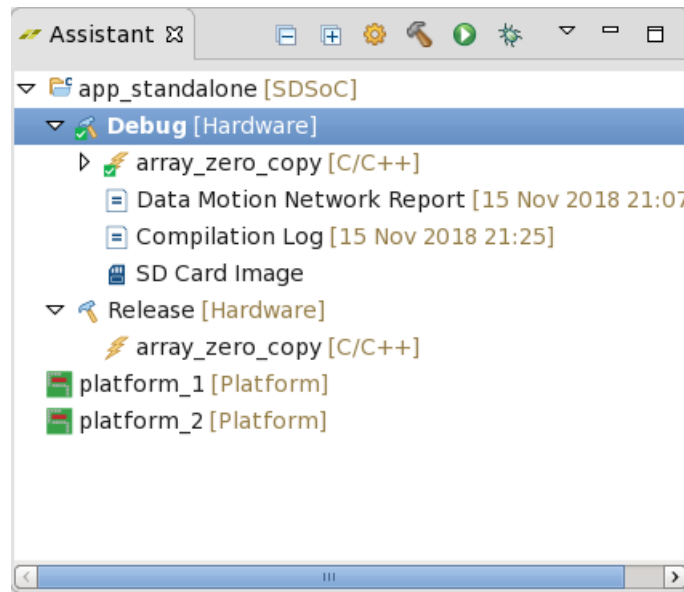 Assistant
app_standalone [SDSoC]
Debug [Hardware]
array_zero_copy [C/C++]
Data Motion Network Report [15 Nov 2018 21:07
Compilation Log [15 Nov 2018 21:25]
SD Card Image
Release [Hardware]
array_zero_copy [C/C++]
platform_1 [Platform]
platform_2 [Platform]